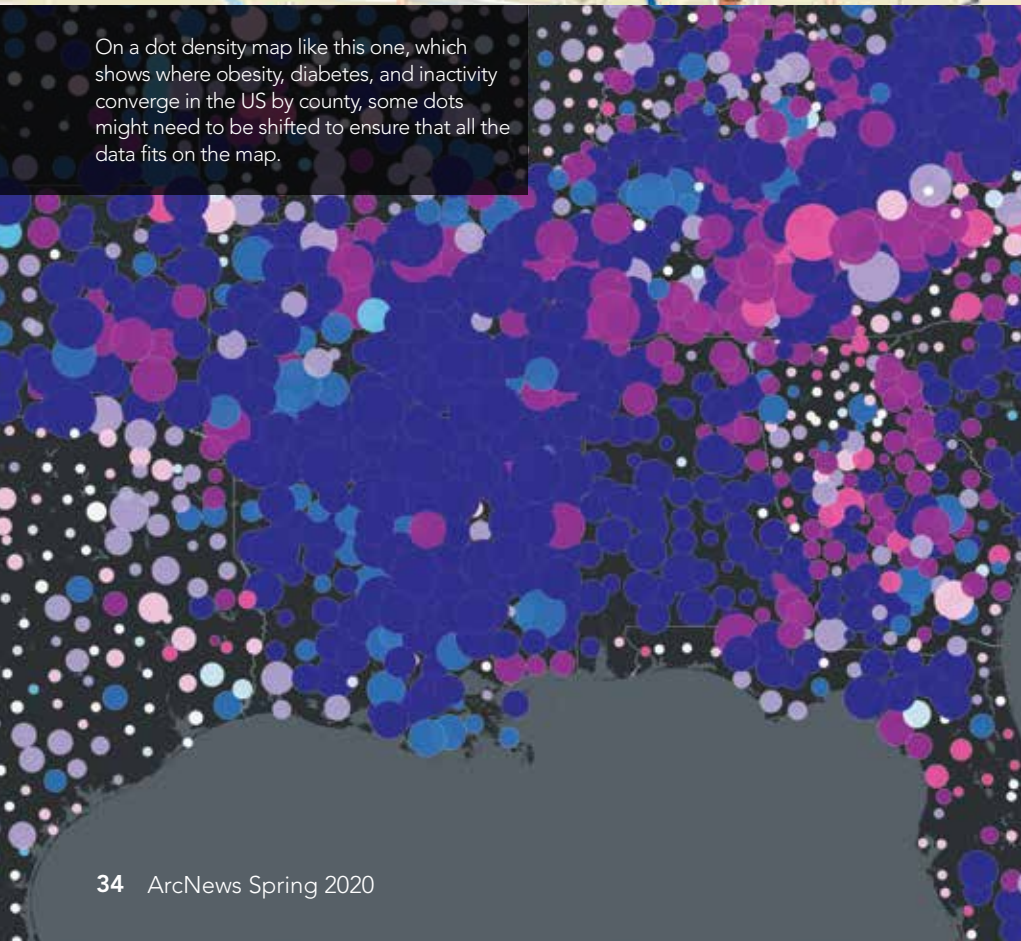 On a dot density map like this one, which
shows where obesity, diabetes, and inactivity
converge in the US by county, some dots
might need to be shifted to ensure that all the
data fits on the map.
34 ArcNews Spring 2020